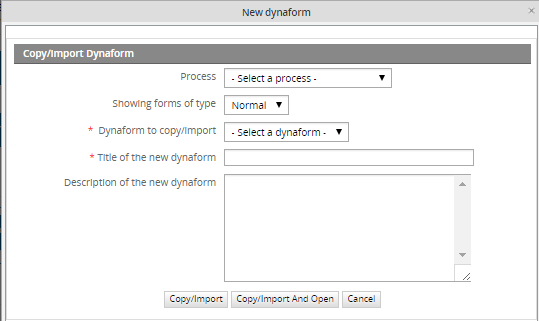 New dynaform ×
Copy/Import Dynaform
Process - Select a process -
Showing forms of type Normal
* Dynaform to copy/import - Select a dynaform -
* Title of the new dynaform
Description of the new dynaform
Copy/Import Copy/Import And Open Cancel